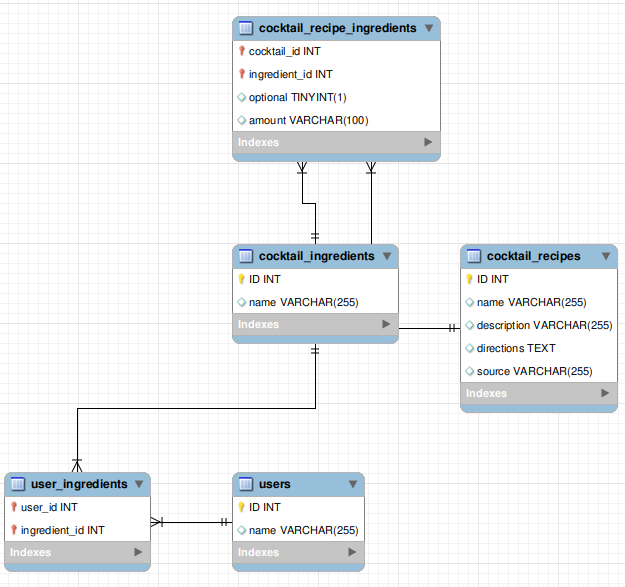 cocktail_recipe_ingredients
cocktail_id INT
ingredient_id INT
optional TINYINT(1)
amount VARCHAR(100)
Indexes
cocktail_ingredients
ID INT
name VARCHAR(255)
Indexes
cocktail_recipes
ID INT
name VARCHAR(255)
description VARCHAR(255)
directions TEXT
source VARCHAR(255)
Indexes
user_ingredients
user_id INT
ingredient_id INT
Indexes
users
ID INT
name VARCHAR(255)
Indexes